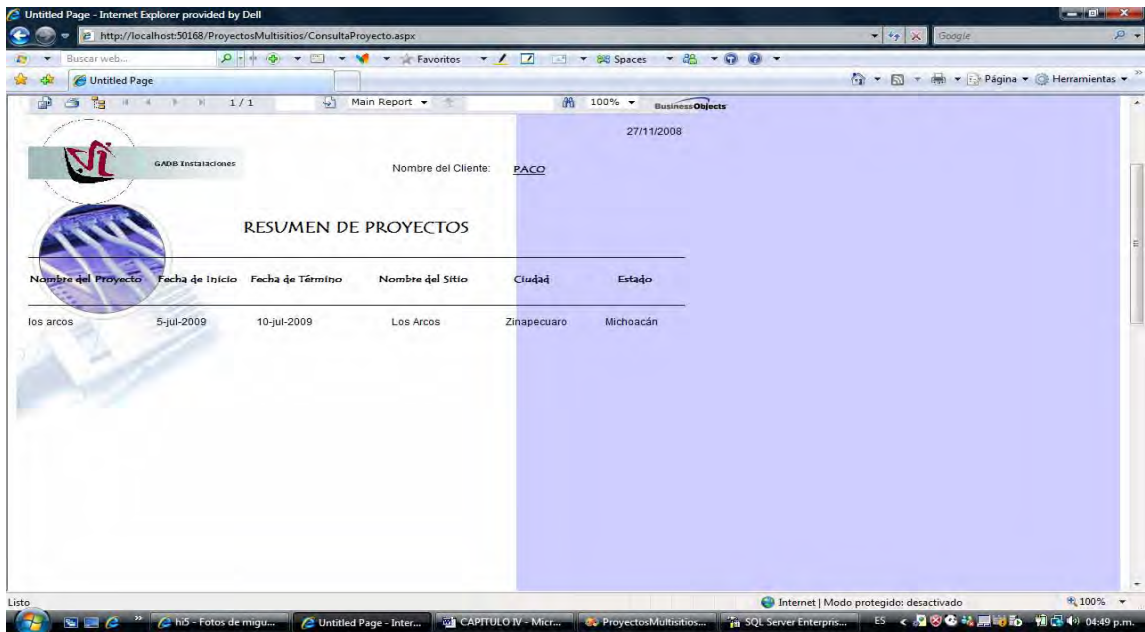 Untitled Page - Internet Explorer provided by Dell
http://localhost:50168/ProyectosMultisitios/ConsultaProyecto.aspx
Google
Buscar web...
Favoritos
Spaces
Untitled Page
Página
Herramientas
1 / 1
Main Report
100%
BusinessObjects
27/11/2008
GADB Instalaciones
Nombre del Cliente:
PACO
RESUMEN DE PROYECTOS
Nombre del Proyecto Fecha de Inicio Fecha de Término Nombre del Sitio Ciudad Estado
los arcos 5-jul-2009 10-jul-2009 Los Arcos Zinapecuaro Michoacán
Listo
Internet | Modo protegido: desactivado
100%
hi5 - Fotos de migu...
Untitled Page - Inter...
CAPITULO IV - Micr...
ProyectosMultisitios...
SQL Server Enterpris...
ES
04:49 p.m.